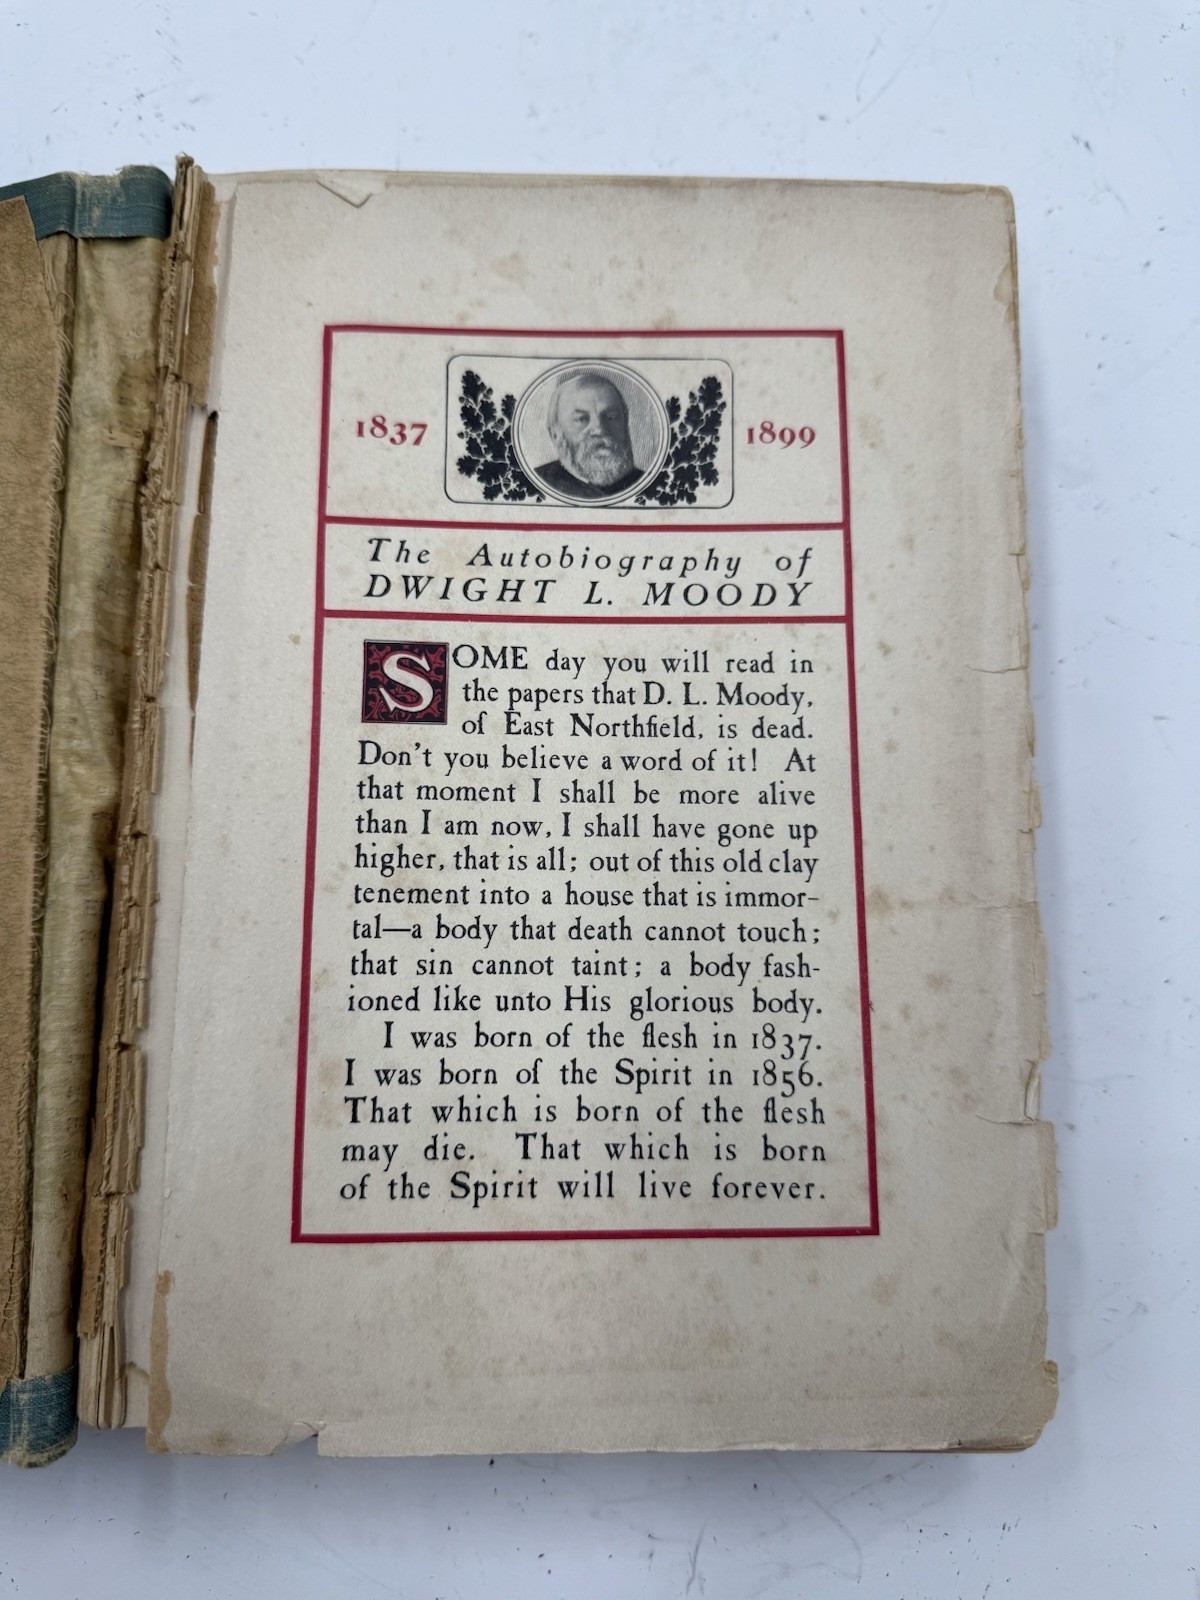 1837 1899
The Autobiography of
DWIGHT L. MOODY
SOME day you will read in
the papers that D. L. Moody,
of East Northfield, is dead.
Don't you believe a word of it! At
that moment I shall be more alive
than I am now, I shall have gone up
higher, that is all; out of this old clay
tenement into a house that is immor-
tal—a body that death cannot touch;
that sin cannot taint; a body fash-
ioned like unto His glorious body.
I was born of the flesh in 1837.
I was born of the Spirit in 1856.
That which is born of the flesh
may die. That which is born
of the Spirit will live forever.